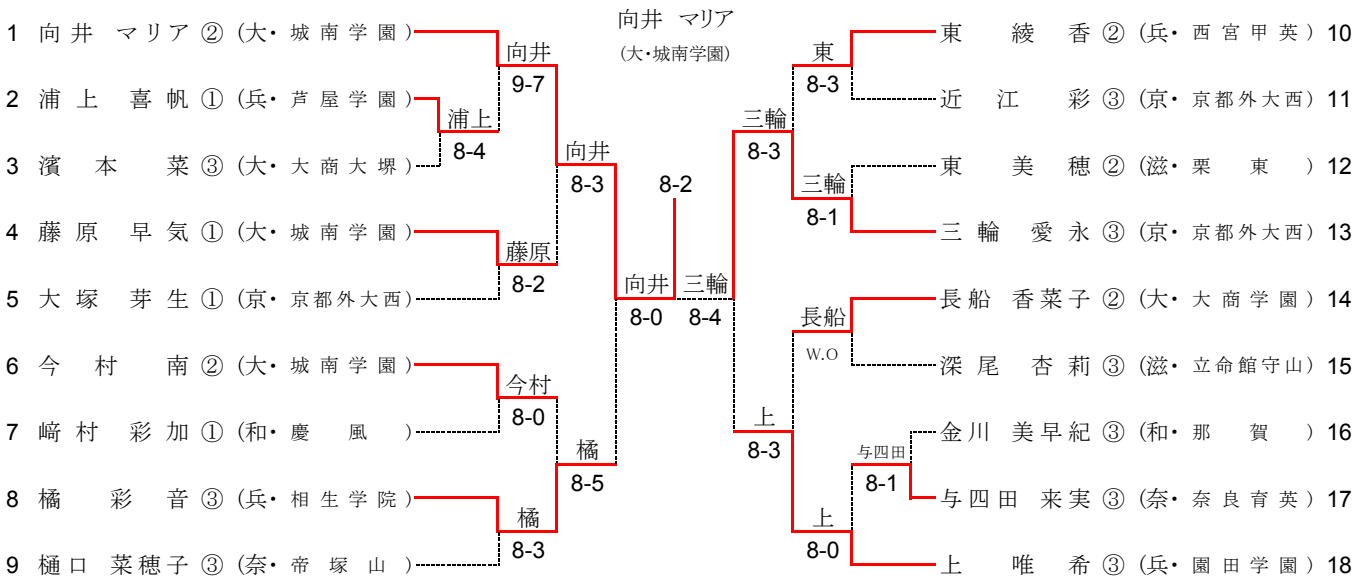 向井 マリア
(大・城南学園)
1 向井 マリア ② (大・城南学園)
2 浦上 喜帆 ① (兵・芦屋学園)
3 濱本 菜 ③ (大・大商大堺)
4 藤原 早気 ① (大・城南学園)
5 大塚 芽生 ① (京・京都外大西)
6 今村 南 ② (大・城南学園)
7 﨑村 彩加 ① (和・慶風)
8 橘 彩音 ③ (兵・相生学院)
9 樋口 菜穂子 ③ (奈・帝塚山)
向井
9-7
浦上
8-4
藤原
8-2
今村
8-0
橘
8-3
向井
8-3
橘
8-5
向井
8-0
8-2
三輪
8-4
三輪
8-3
上
8-3
東
8-3
三輪
8-1
長船
W.O
与四田
8-1
上
8-0
東 綾香 ② (兵・西宮甲英) 10
近江 彩 ③ (京・京都外大西) 11
東 美穂 ② (滋・栗東) 12
三輪 愛永 ③ (京・京都外大西) 13
長船 香菜子 ② (大・大商学園) 14
深尾 杏莉 ③ (滋・立命館守山) 15
金川 美早紀 ③ (和・那賀) 16
与四田 来実 ③ (奈・奈良育英) 17
上 唯希 ③ (兵・園田学園) 18